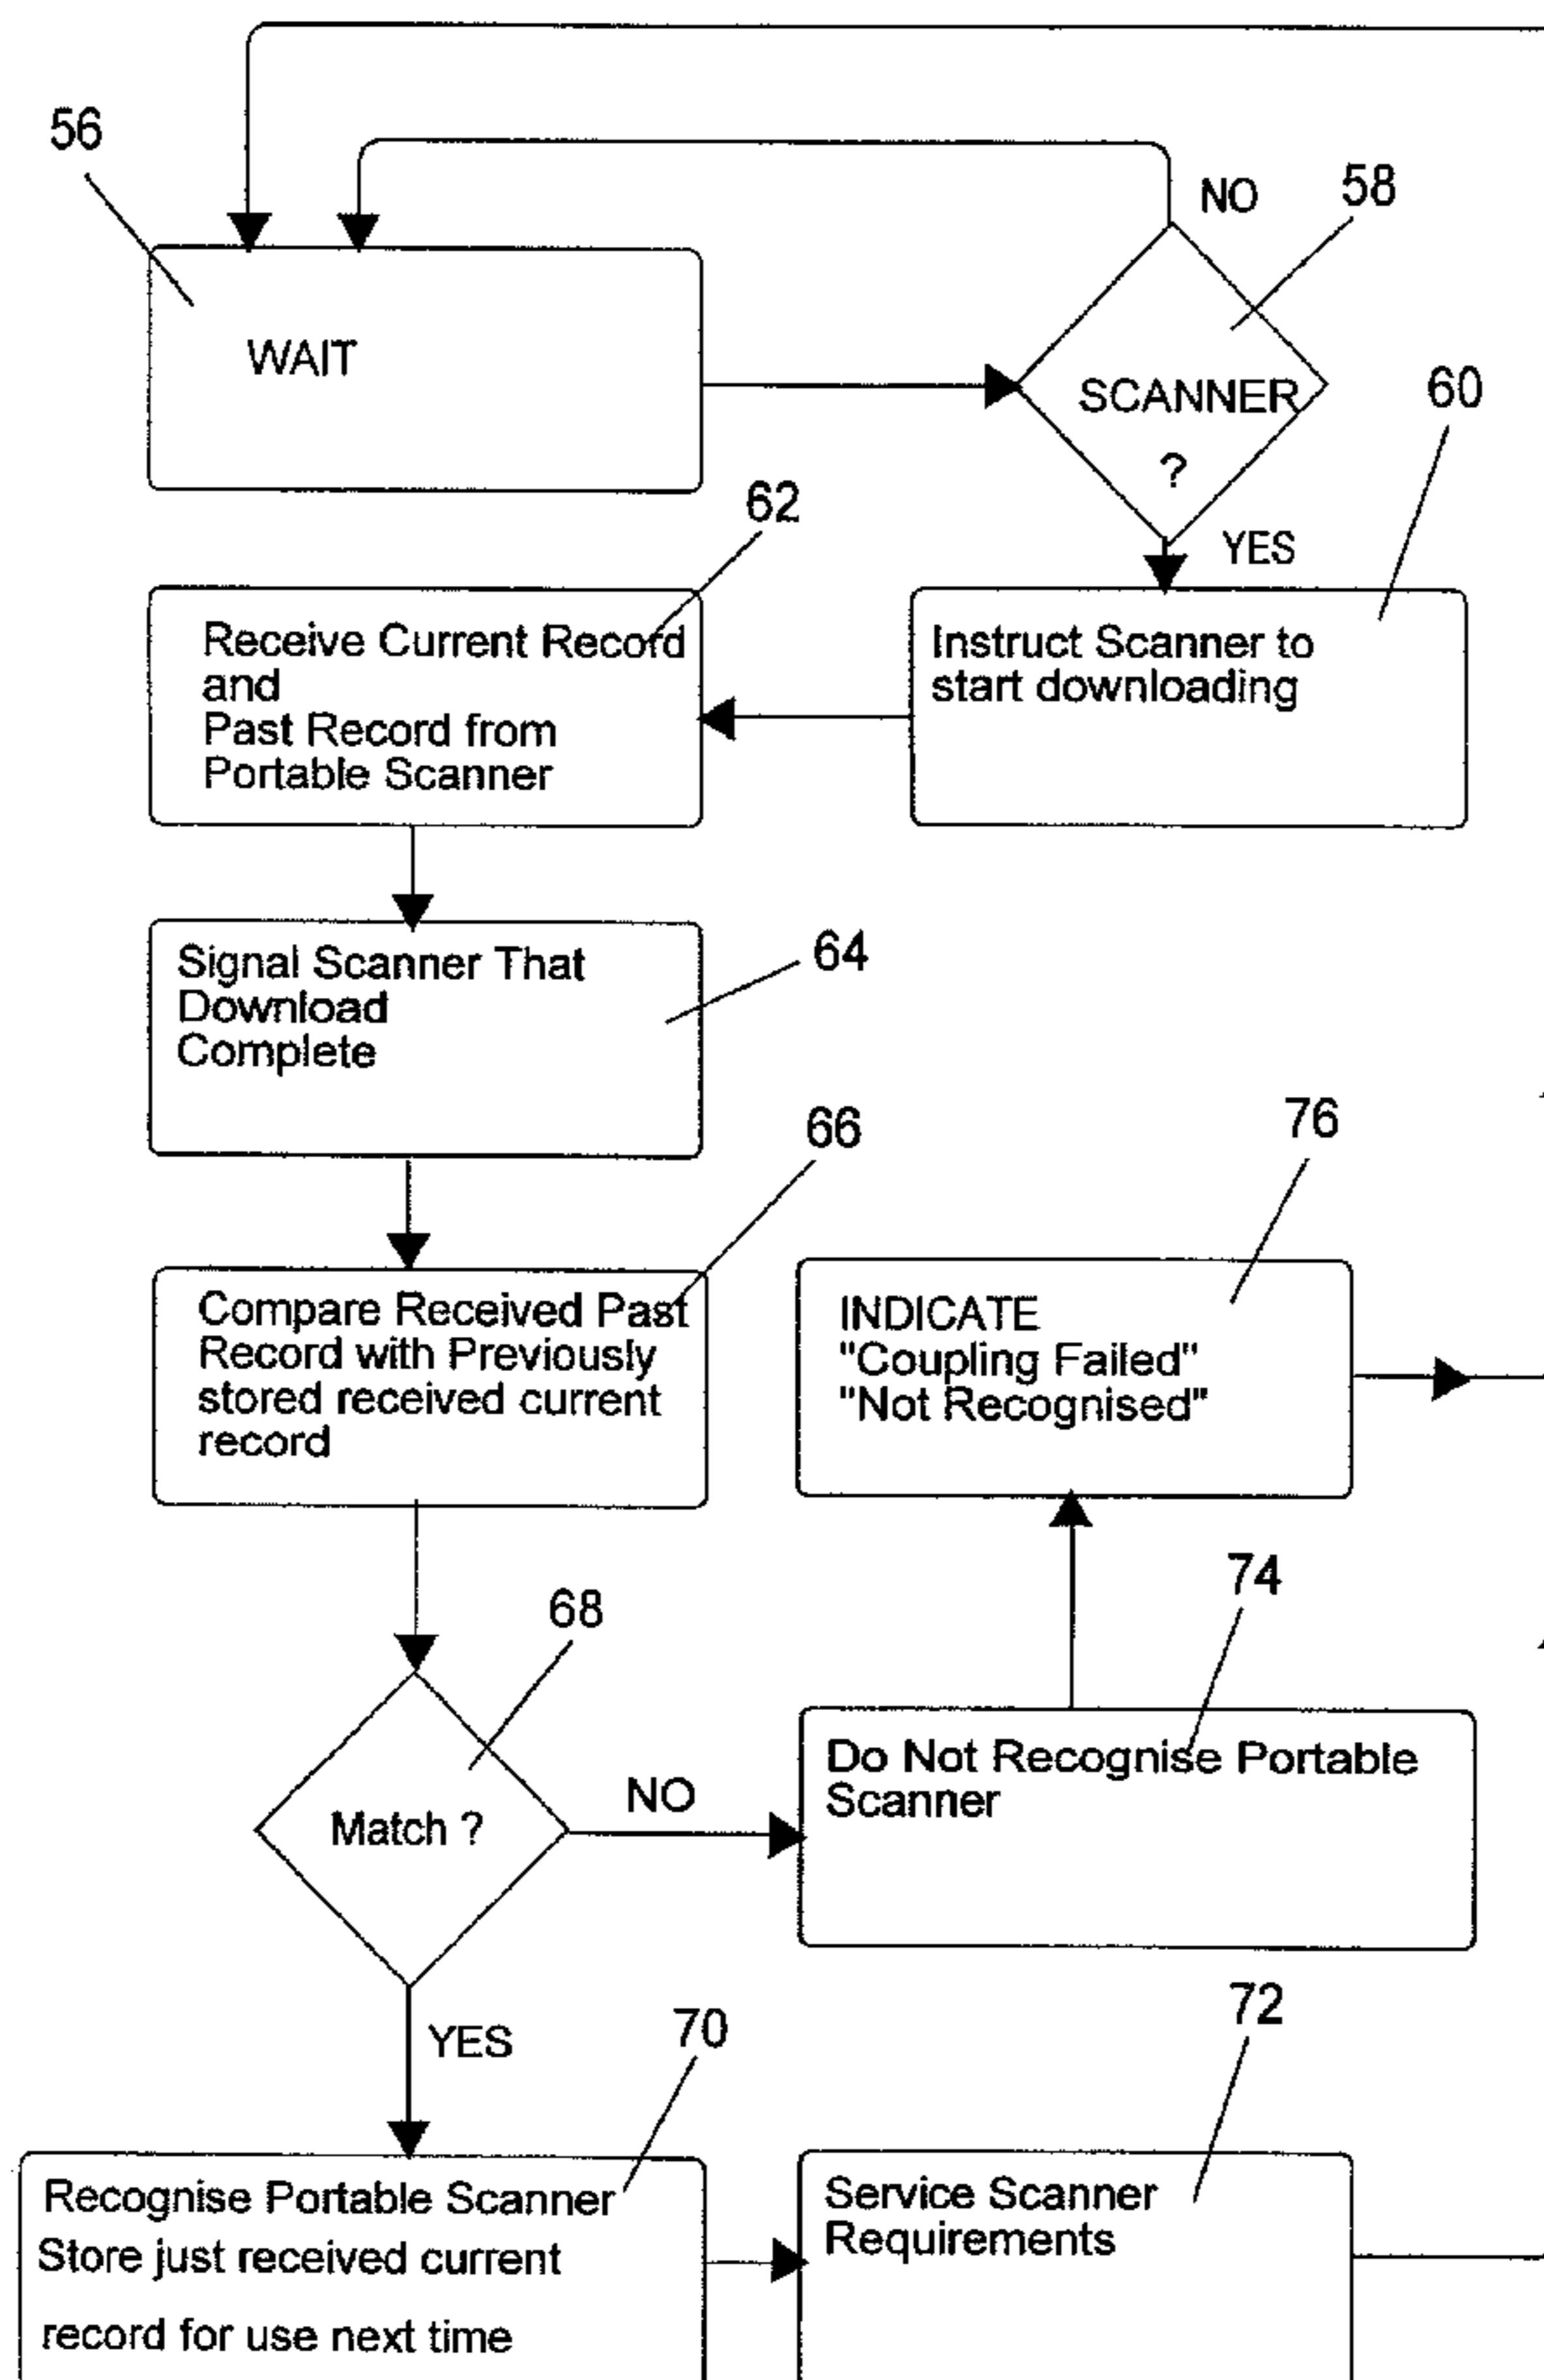 56
NO
58
WAIT
SCANNER
?
60
62
YES
Receive Current Record
and
Past Record from
Portable Scanner
Instruct Scanner to
start downloading
Signal Scanner That
Download
Complete
64
66
76
Compare Received Past
Record with Previously
stored received current
record
INDICATE
"Coupling Failed"
"Not Recognised"
68
74
Match ?
NO
Do Not Recognise Portable
Scanner
YES
70
72
Recognise Portable Scanner
Store just received current
record for use next time
Service Scanner
Requirements